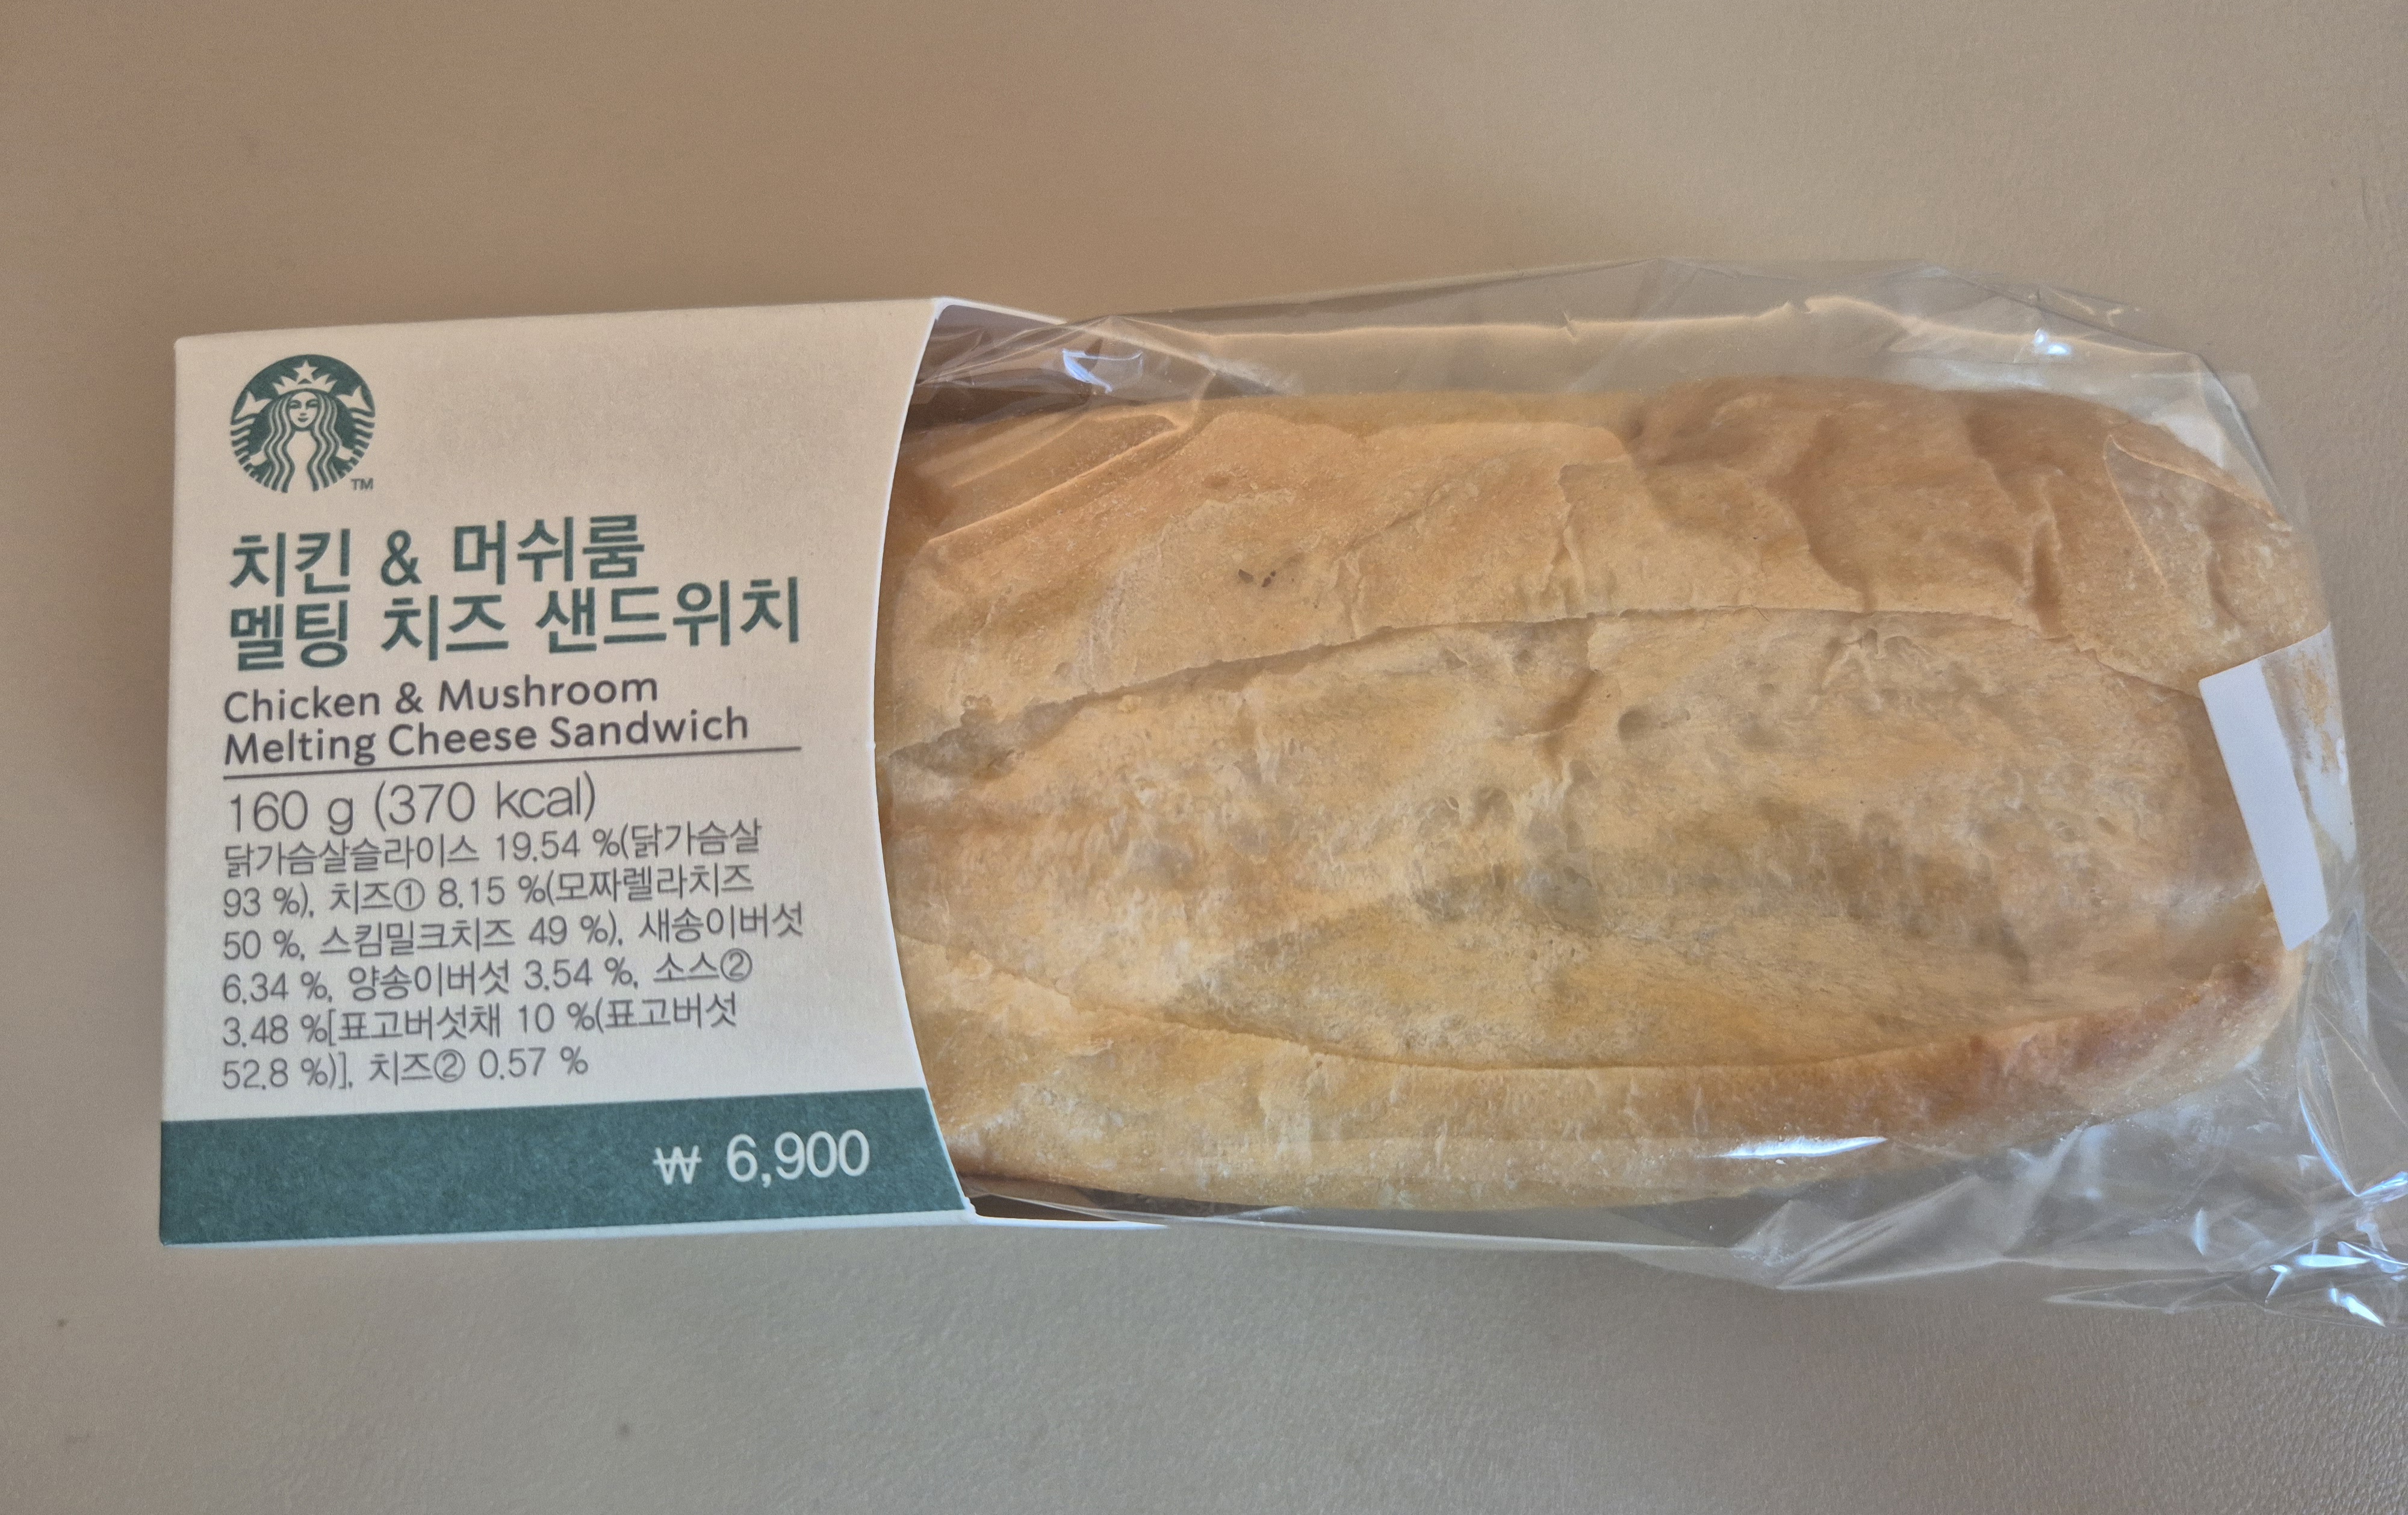 TM
치킨 & 머쉬룸
멜팅 치즈 샌드위치
Chicken & Mushroom
Melting Cheese Sandwich
160 g (370 kcal)
닭가슴살슬라이스 19.54 %(닭가슴살
93 %), 치즈① 8.15 %(모짜렐라치즈
50 %, 스킴밀크치즈 49 %), 새송이버섯
6.34 %, 양송이버섯 3.54 %, 소스②
3.48 %[표고버섯채 10 %(표고버섯
52.8 %)], 치즈② 0.57 %
₩ 6,900